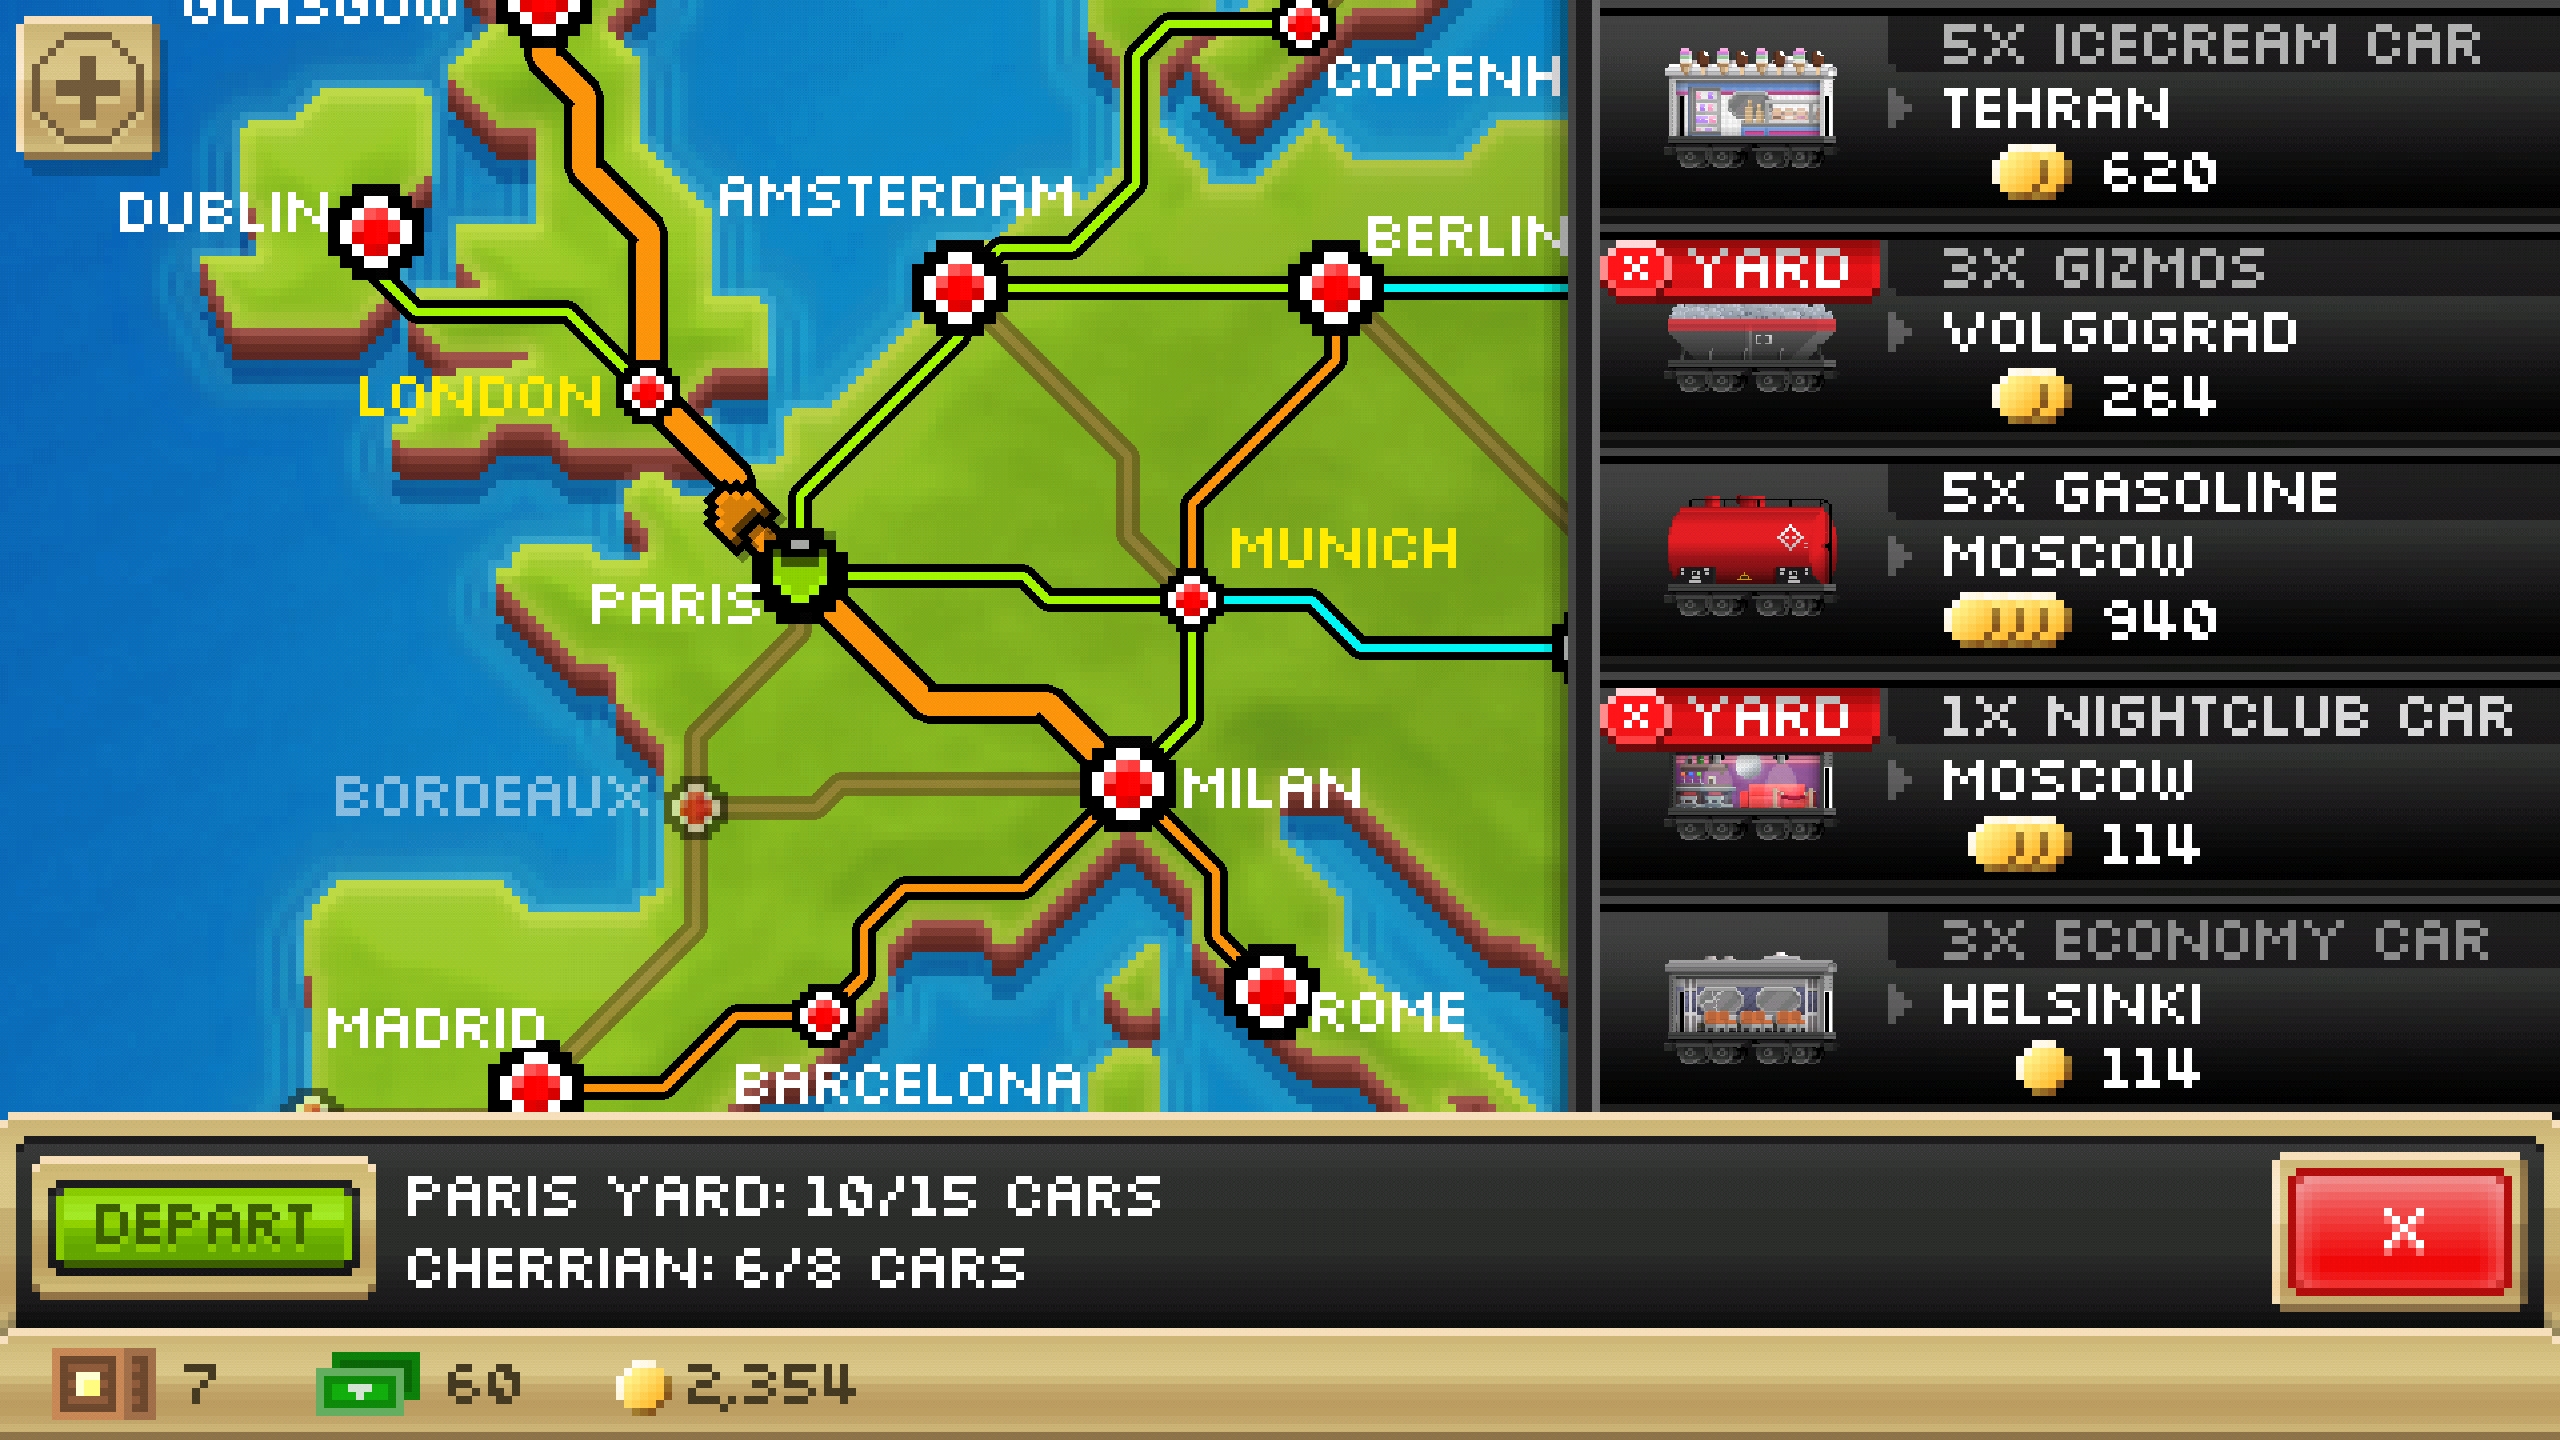 GLASGOW
COPENH
DUBLIN
AMSTERDAM
BERLIN
LONDON
MUNICH
PARIS
BORDEAUX
MILAN
MADRID
ROME
BARCELONA
5X ICECREAM CAR
TEHRAN
620
X YARD
3X GIZMOS
VOLGOGRAD
264
5X GASOLINE
MOSCOW
940
X YARD
1X NIGHTCLUB CAR
MOSCOW
114
3X ECONOMY CAR
HELSINKI
114
DEPART
PARIS YARD: 10/15 CARS
CHERRIAN: 6/8 CARS
X
7
60
2,354